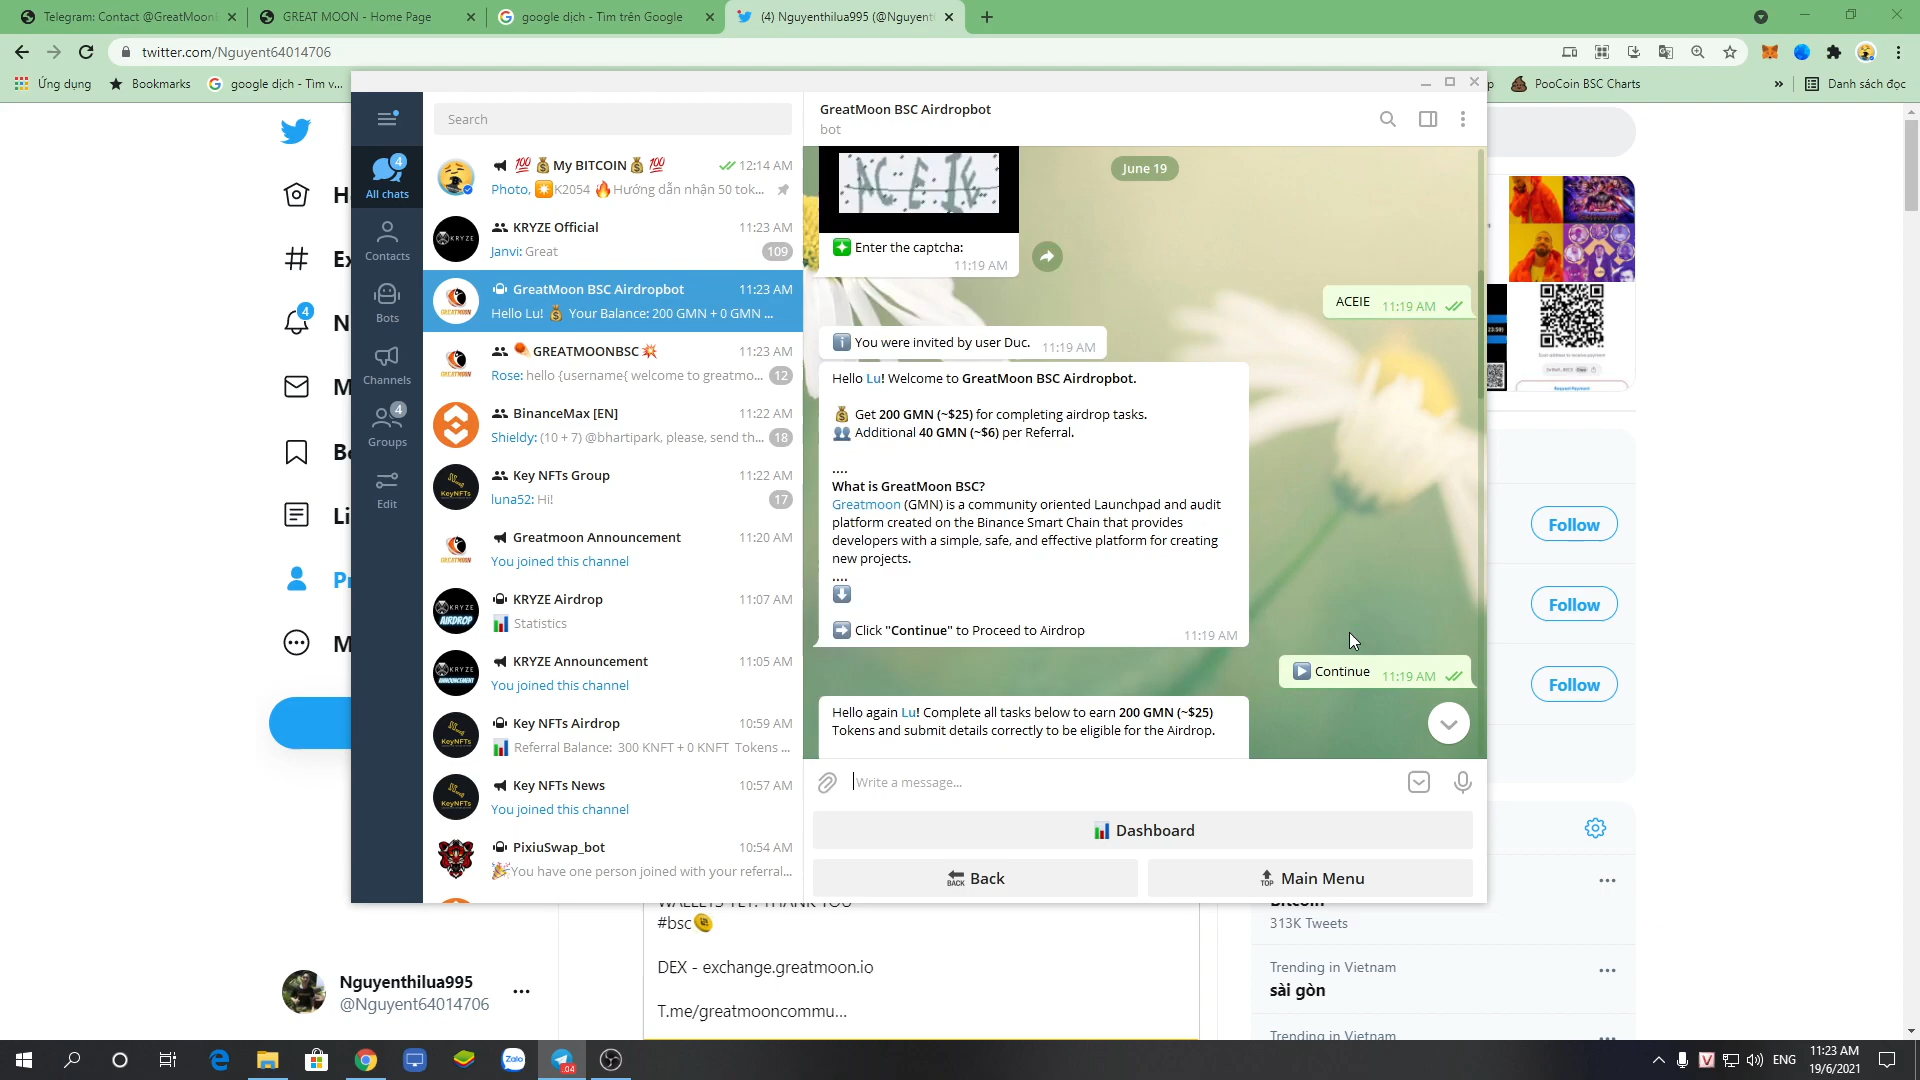 Telegram: Contact @GreatMoon
GREAT MOON - Home Page
google dịch - Tìm trên Google
(4) Nguyenthilua995 (@Nguyent
twitter.com/Nguyent64014706
Ứng dụng
Bookmarks
google dịch - Tìm v...
PooCoin BSC Charts
»
Danh sách đọc
Search
GreatMoon BSC Airdropbot
bot
4
All chats
Contacts
Bots
Channels
4
Groups
Edit
💯💰My BITCOIN💰💯
12:14 AM
Photo, K2054 🔥Hướng dẫn nhận 50 tok...
KRYZE Official
11:23 AM
Janvi: Great
109
GreatMoon BSC Airdropbot
11:23 AM
Hello Lu! 💰 Your Balance: 200 GMN + 0 GMN ...
GREATMOONBSC💥
11:23 AM
Rose: hello {username{ welcome to greatmo...
12
BinanceMax [EN]
11:22 AM
Shieldy: (10 + 7) @bhartipark, please, send th...
18
Key NFTs Group
11:22 AM
luna52: Hi!
17
Greatmoon Announcement
11:20 AM
You joined this channel
KRYZE Airdrop
11:07 AM
📊 Statistics
KRYZE Announcement
11:05 AM
You joined this channel
Key NFTs Airdrop
10:59 AM
📊 Referral Balance: 300 KNFT + 0 KNFT Tokens ...
Key NFTs News
10:57 AM
You joined this channel
PixiuSwap_bot
10:54 AM
🎉You have one person joined with your referral...
June 19
ACEIE
Enter the captcha:
11:19 AM
ACEIE
11:19 AM
You were invited by user Duc.
11:19 AM
Hello Lu! Welcome to GreatMoon BSC Airdropbot.
💰 Get 200 GMN (~$25) for completing airdrop tasks.
👥 Additional 40 GMN (~$6) per Referral.
....
What is GreatMoon BSC?
Greatmoon (GMN) is a community oriented Launchpad and audit
platform created on the Binance Smart Chain that provides
developers with a simple, safe, and effective platform for creating
new projects.
....
⬇️
➡️ Click "Continue" to Proceed to Airdrop
11:19 AM
▶️ Continue
11:19 AM
Hello again Lu! Complete all tasks below to earn 200 GMN (~$25)
Tokens and submit details correctly to be eligible for the Airdrop.
Write a message...
📊 Dashboard
🔙 Back
🔝 Main Menu
4
4
Follow
Follow
Follow
#bsc
DEX - exchange.greatmoon.io
T.me/greatmooncommu...
Bitcoin
313K Tweets
Trending in Vietnam
sài gòn
Trending in Vietnam
Nguyenthilua995
@Nguyent64014706
Zalo
ENG
11:23 AM
19/6/2021